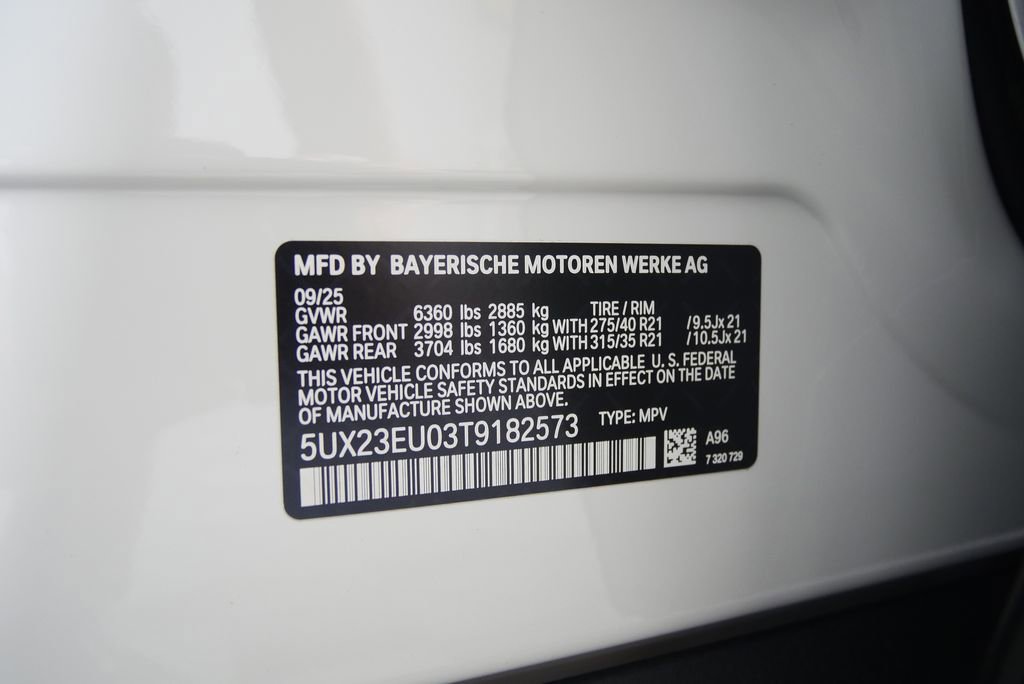 MFD BY BAYERISCHE MOTOREN WERKE AG
09/25
GVWR 6360 lbs 2885 kg TIRE / RIM
GAWR FRONT 2998 lbs 1360 kg WITH 275/40 R21 /9.5Jx21
GAWR REAR 3704 lbs 1680 kg WITH 315/35 R21 /10.5Jx21
THIS VEHICLE CONFORMS TO ALL APPLICABLE U.S. FEDERAL
MOTOR VEHICLE SAFETY STANDARDS IN EFFECT ON THE DATE
OF MANUFACTURE SHOWN ABOVE.
5UX23EU03T9182573 TYPE: MPV
A96
7 320 729